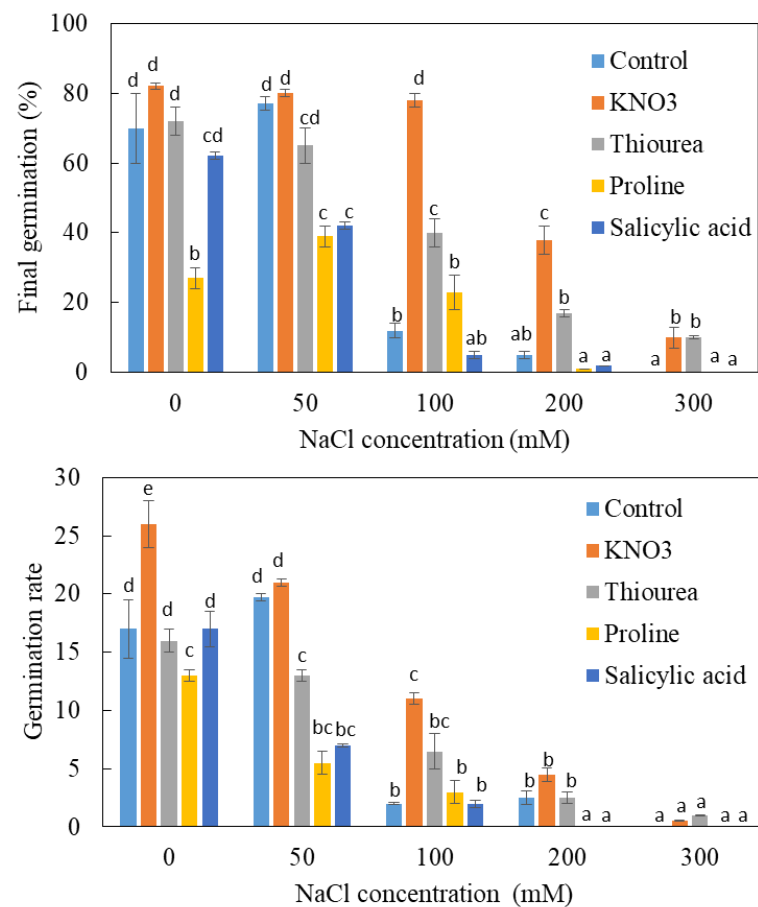 Final germination (%)
100
80
60
40
20
0
d d d b cd
d d cd c c
b d c b ab
ab c b a a
a b b a a
Control
KNO3
Thiourea
Proline
Salicylic acid
0 50 100 200 300
NaCl concentration (mM)
Germination rate
30
25
20
15
10
5
0
d e d c d
d d c bc bc
b c bc b b
b b b a a
a a a a a
Control
KNO3
Thiourea
Proline
Salicylic acid
0 50 100 200 300
NaCl concentration (mM)